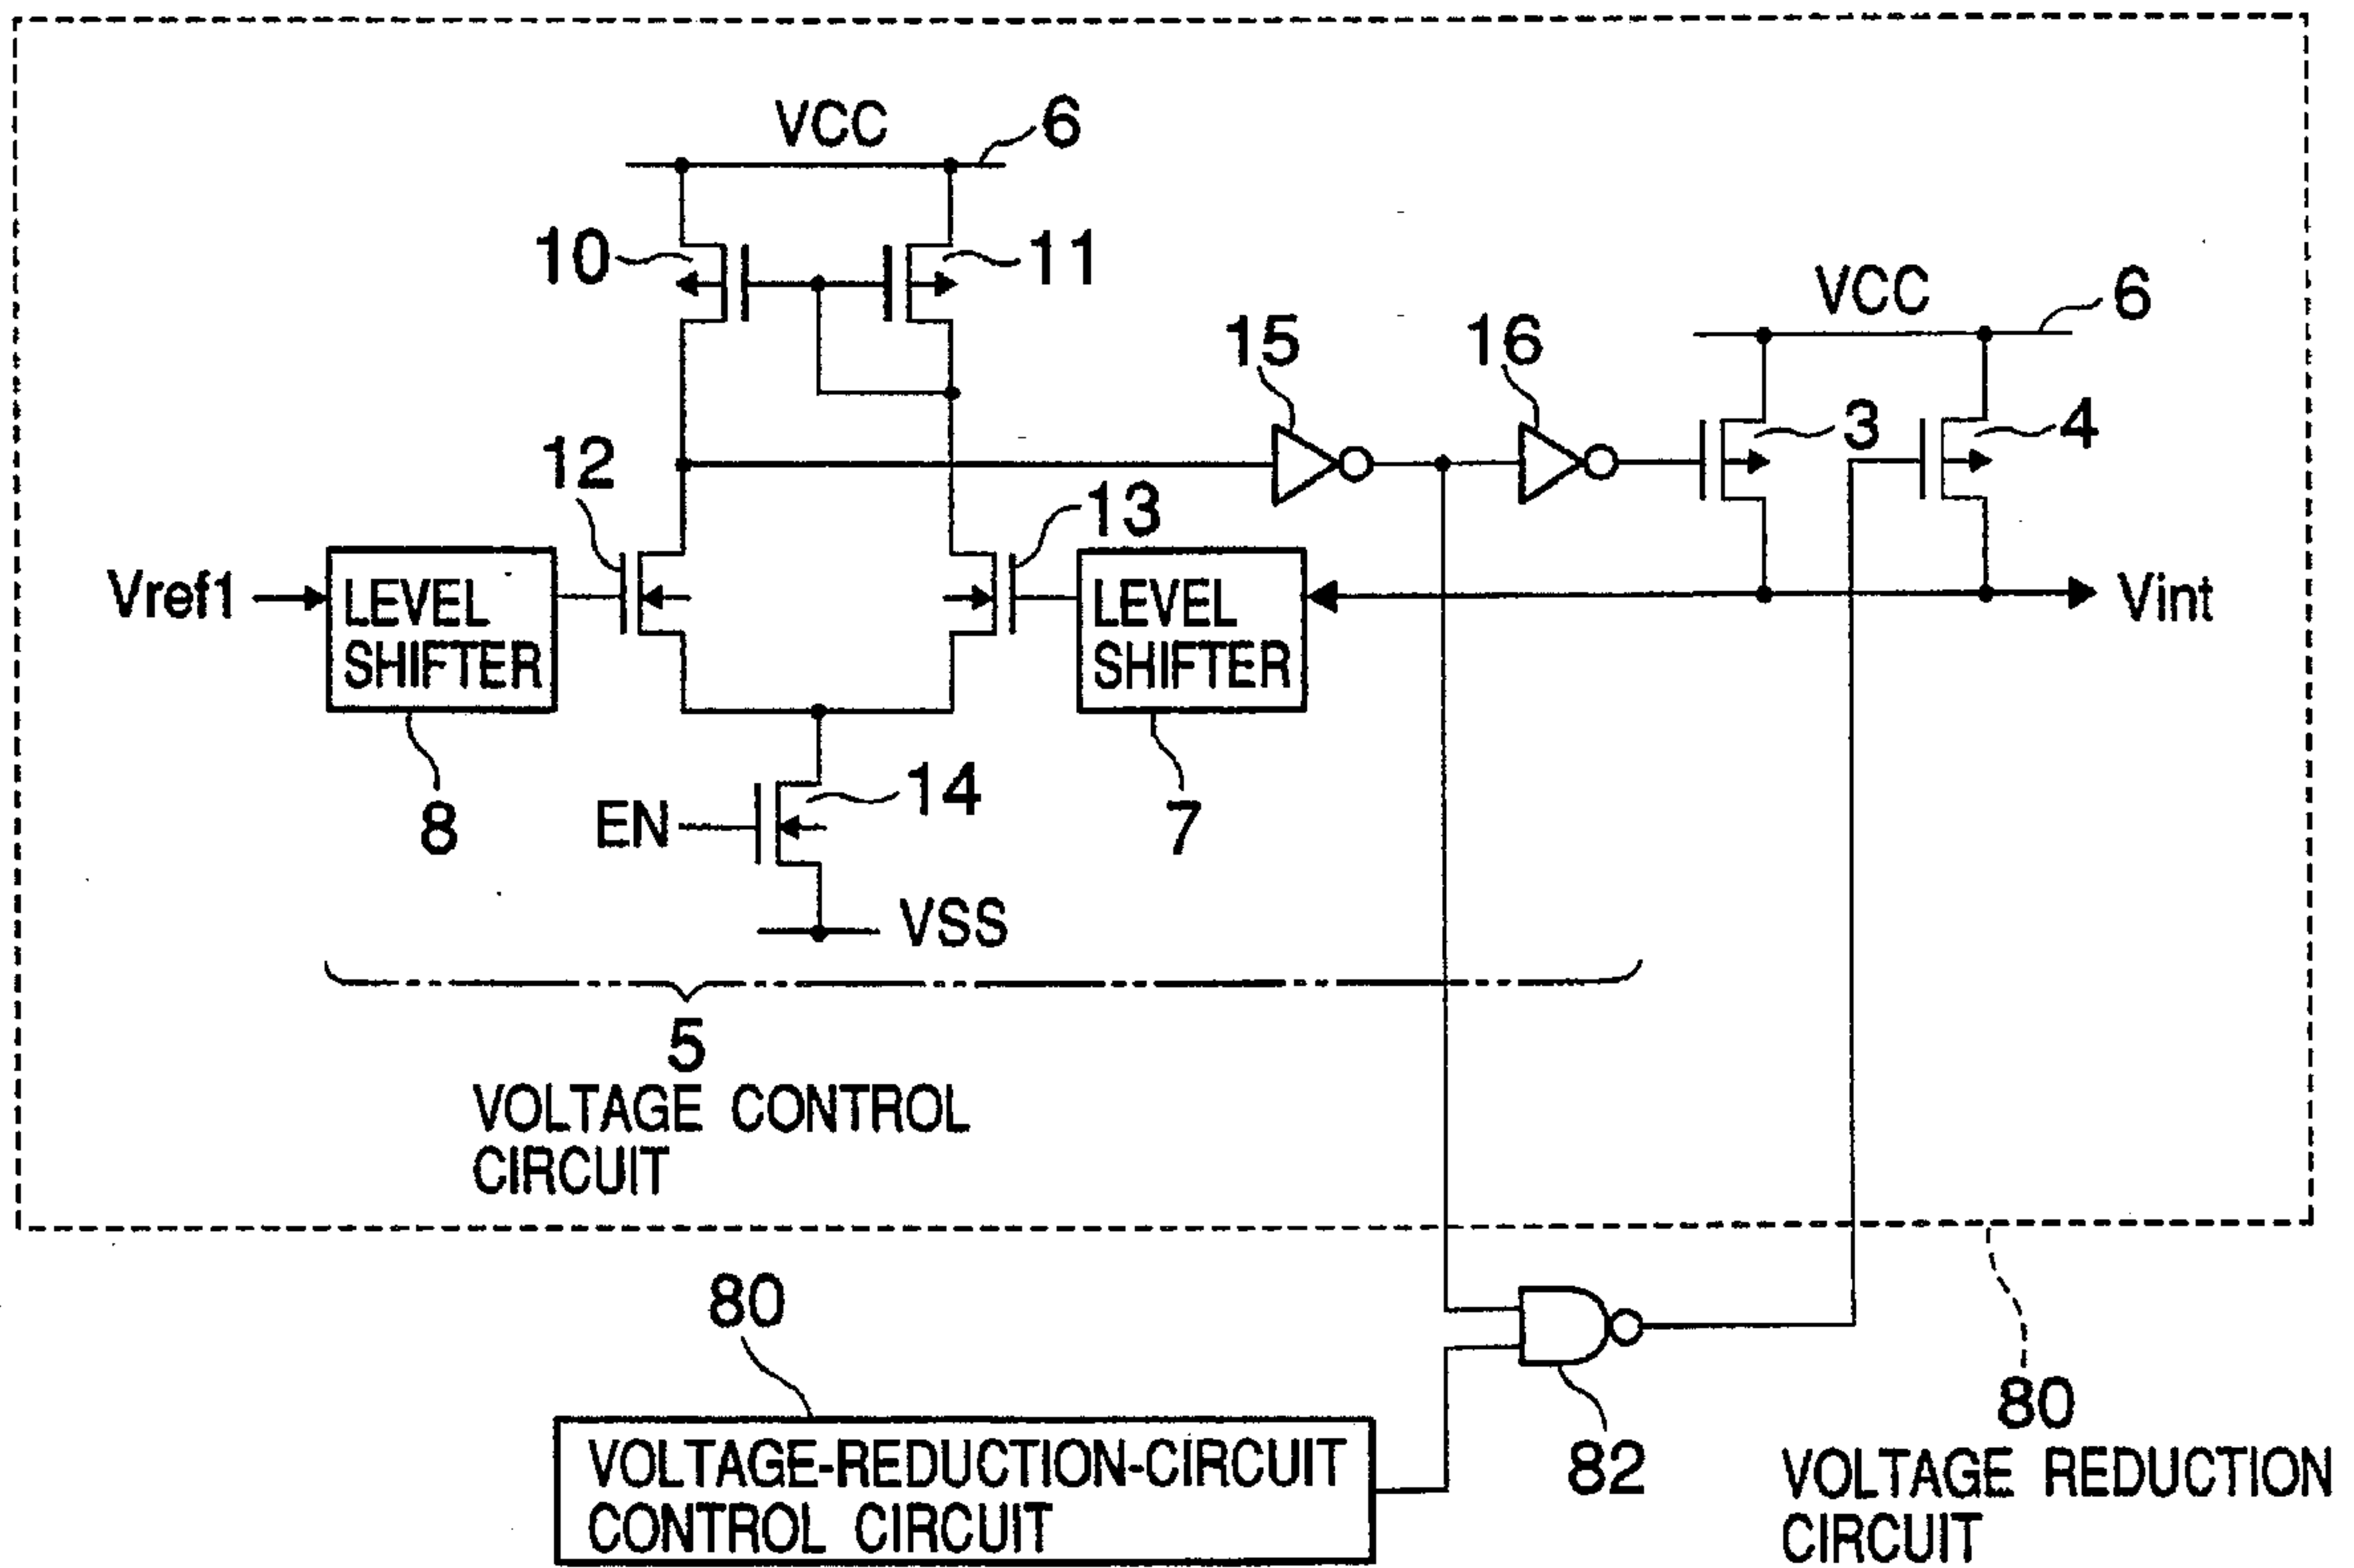 VCC
6
10
11
VCC
6
15
16
3
4
12
13
Vref1
LEVEL
SHIFTER
LEVEL
SHIFTER
Vint
8
EN
14
7
VSS
5
VOLTAGE CONTROL
CIRCUIT
80
82
80
VOLTAGE REDUCTION
CIRCUIT
VOLTAGE-REDUCTION-CIRCUIT
CONTROL CIRCUIT